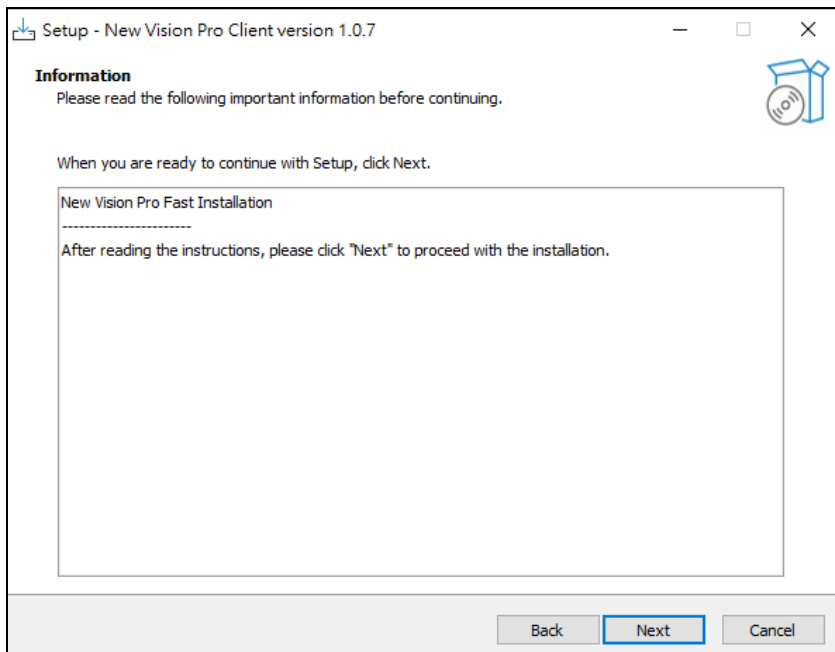 Setup - New Vision Pro Client version 1.0.7
Information
Please read the following important information before continuing.
When you are ready to continue with Setup, click Next.
New Vision Pro Fast Installation
-----------------------
After reading the instructions, please click "Next" to proceed with the installation.
Back Next Cancel